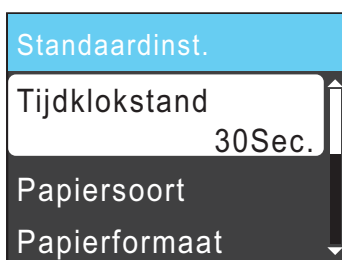 Standaardinst.
Tijdklokstand
30Sec.
Papiersoort
Papierformaat